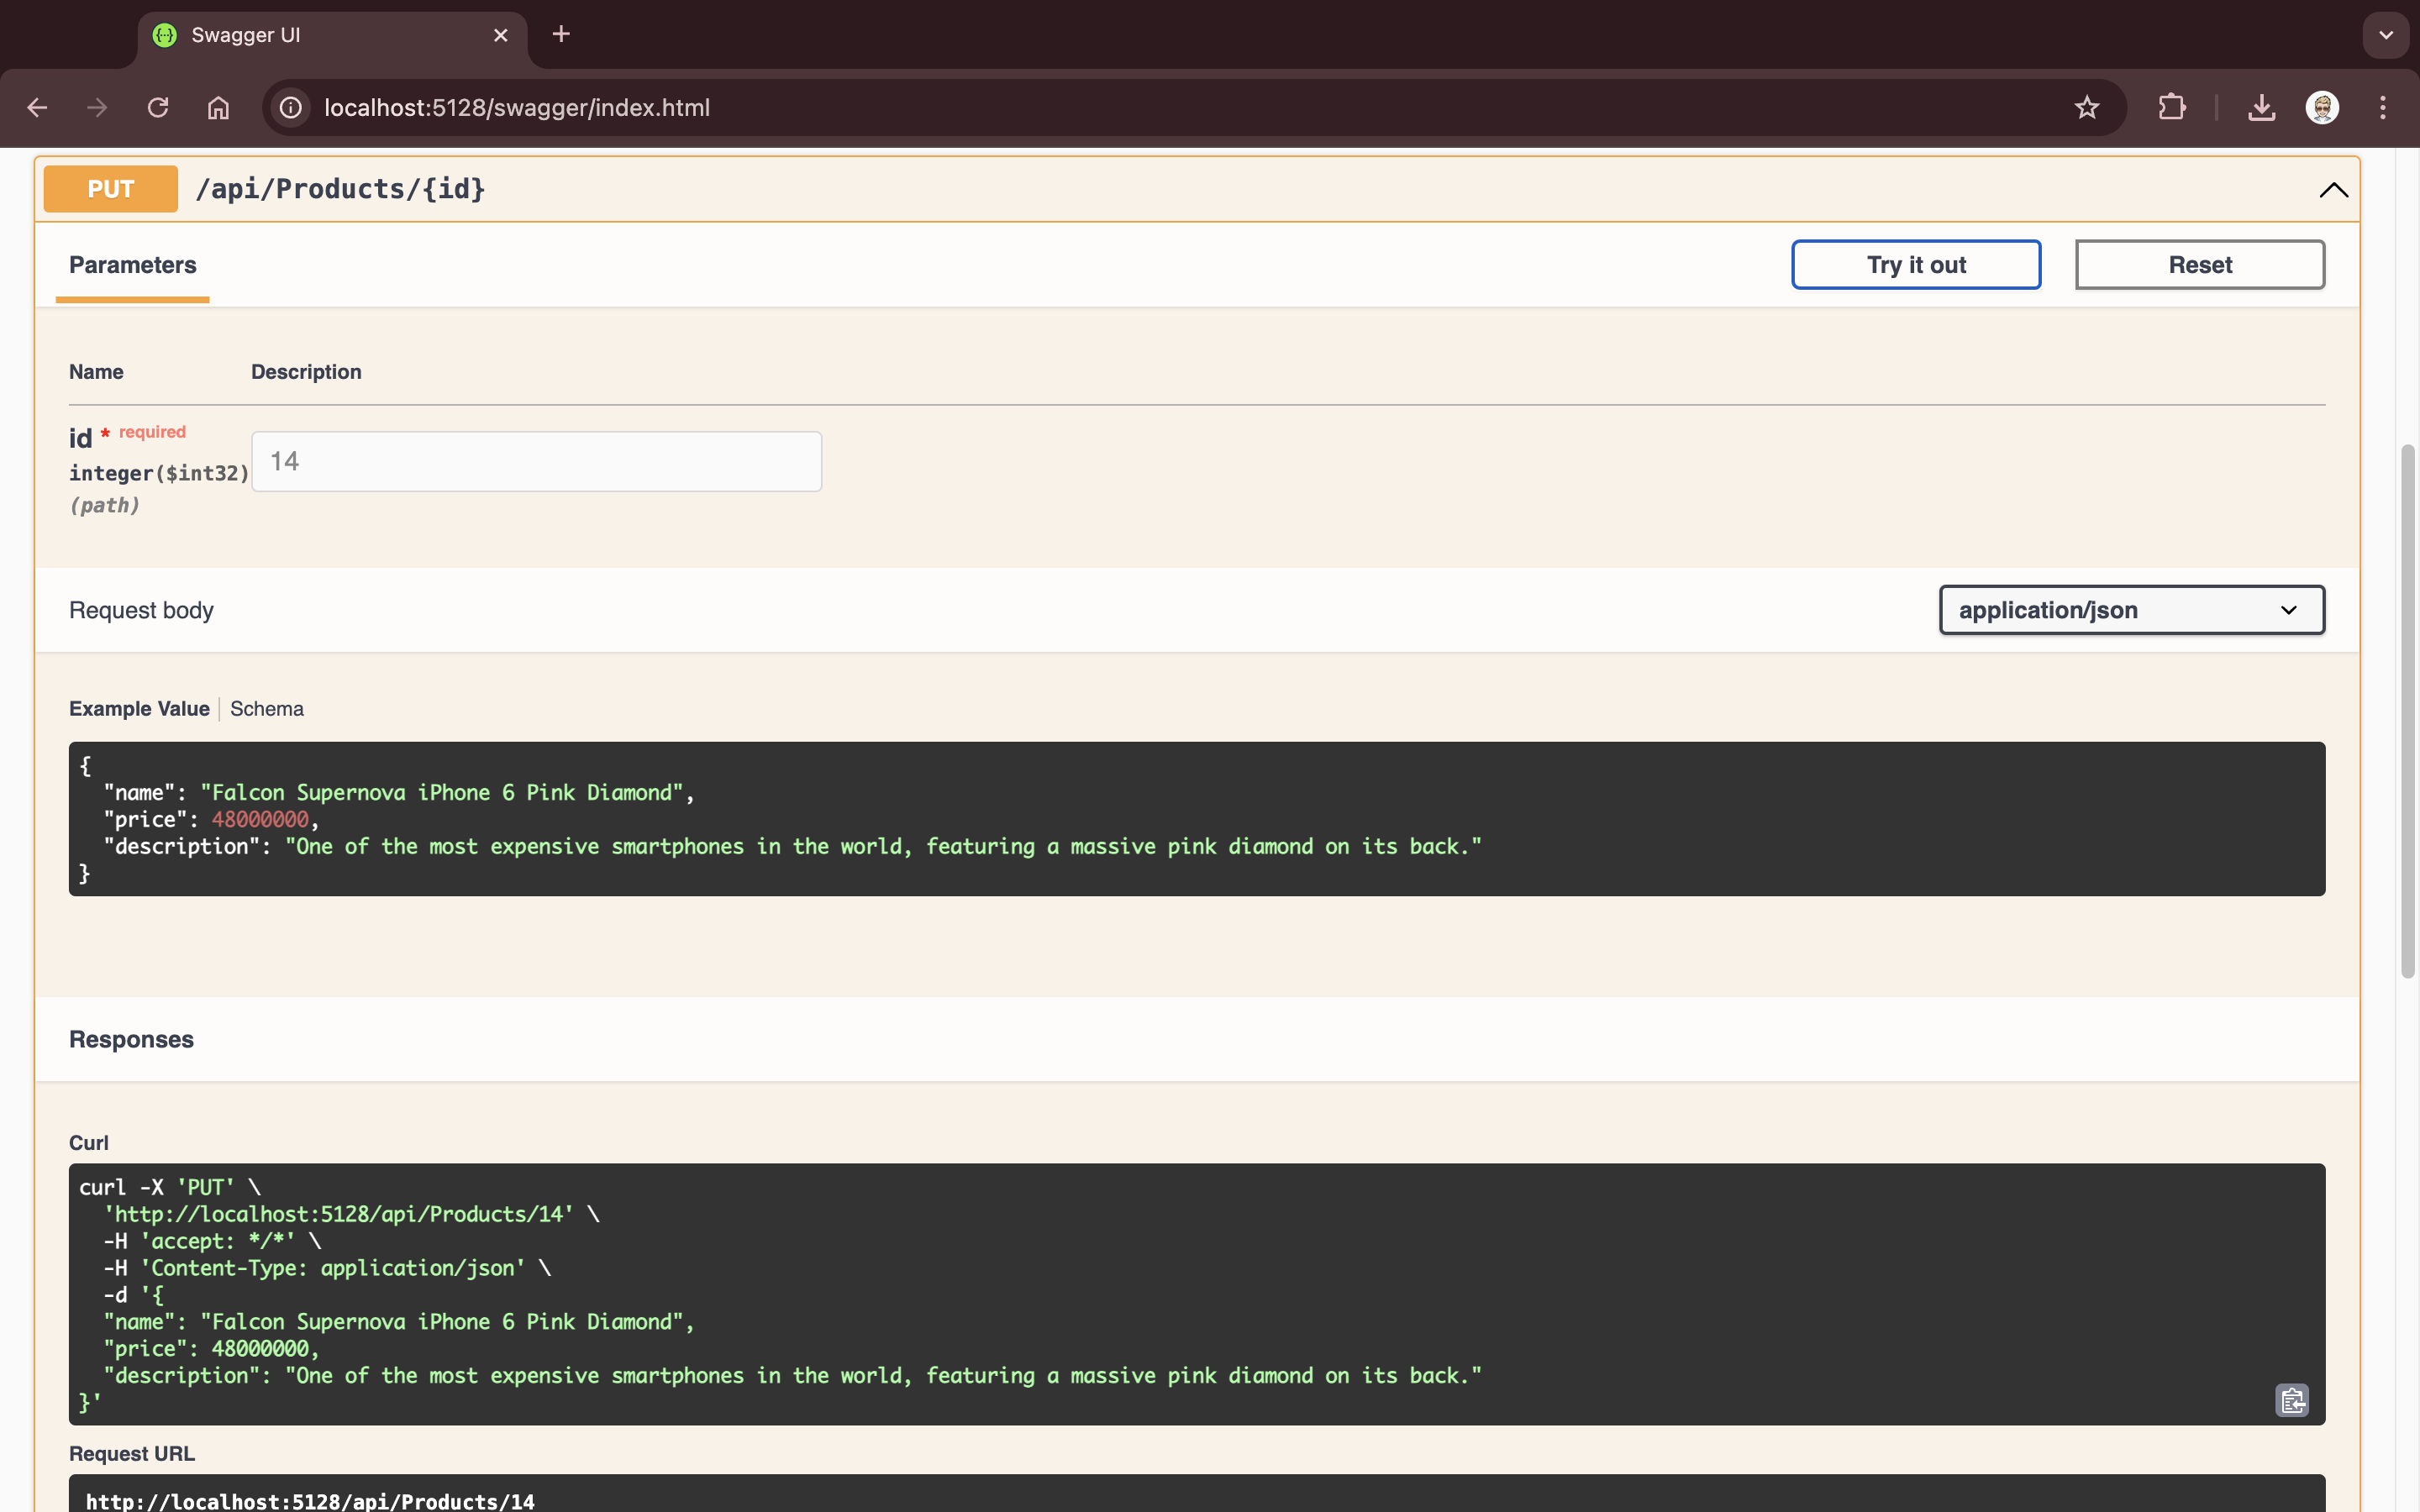 Swagger UI
localhost:5128/swagger/index.html
PUT /api/Products/{id}
Parameters
Try it out
Reset
Name Description
id * required
integer($int32)
(path)
14
Request body
application/json
Example Value Schema
{
"name": "Falcon Supernova iPhone 6 Pink Diamond",
"price": 48000000,
"description": "One of the most expensive smartphones in the world, featuring a massive pink diamond on its back."
}
Responses
Curl
curl -X 'PUT' \
'http://localhost:5128/api/Products/14' \
-H 'accept: */*' \
-H 'Content-Type: application/json' \
-d '{
"name": "Falcon Supernova iPhone 6 Pink Diamond",
"price": 48000000,
"description": "One of the most expensive smartphones in the world, featuring a massive pink diamond on its back."
}'
Request URL
http://localhost:5128/api/Products/14